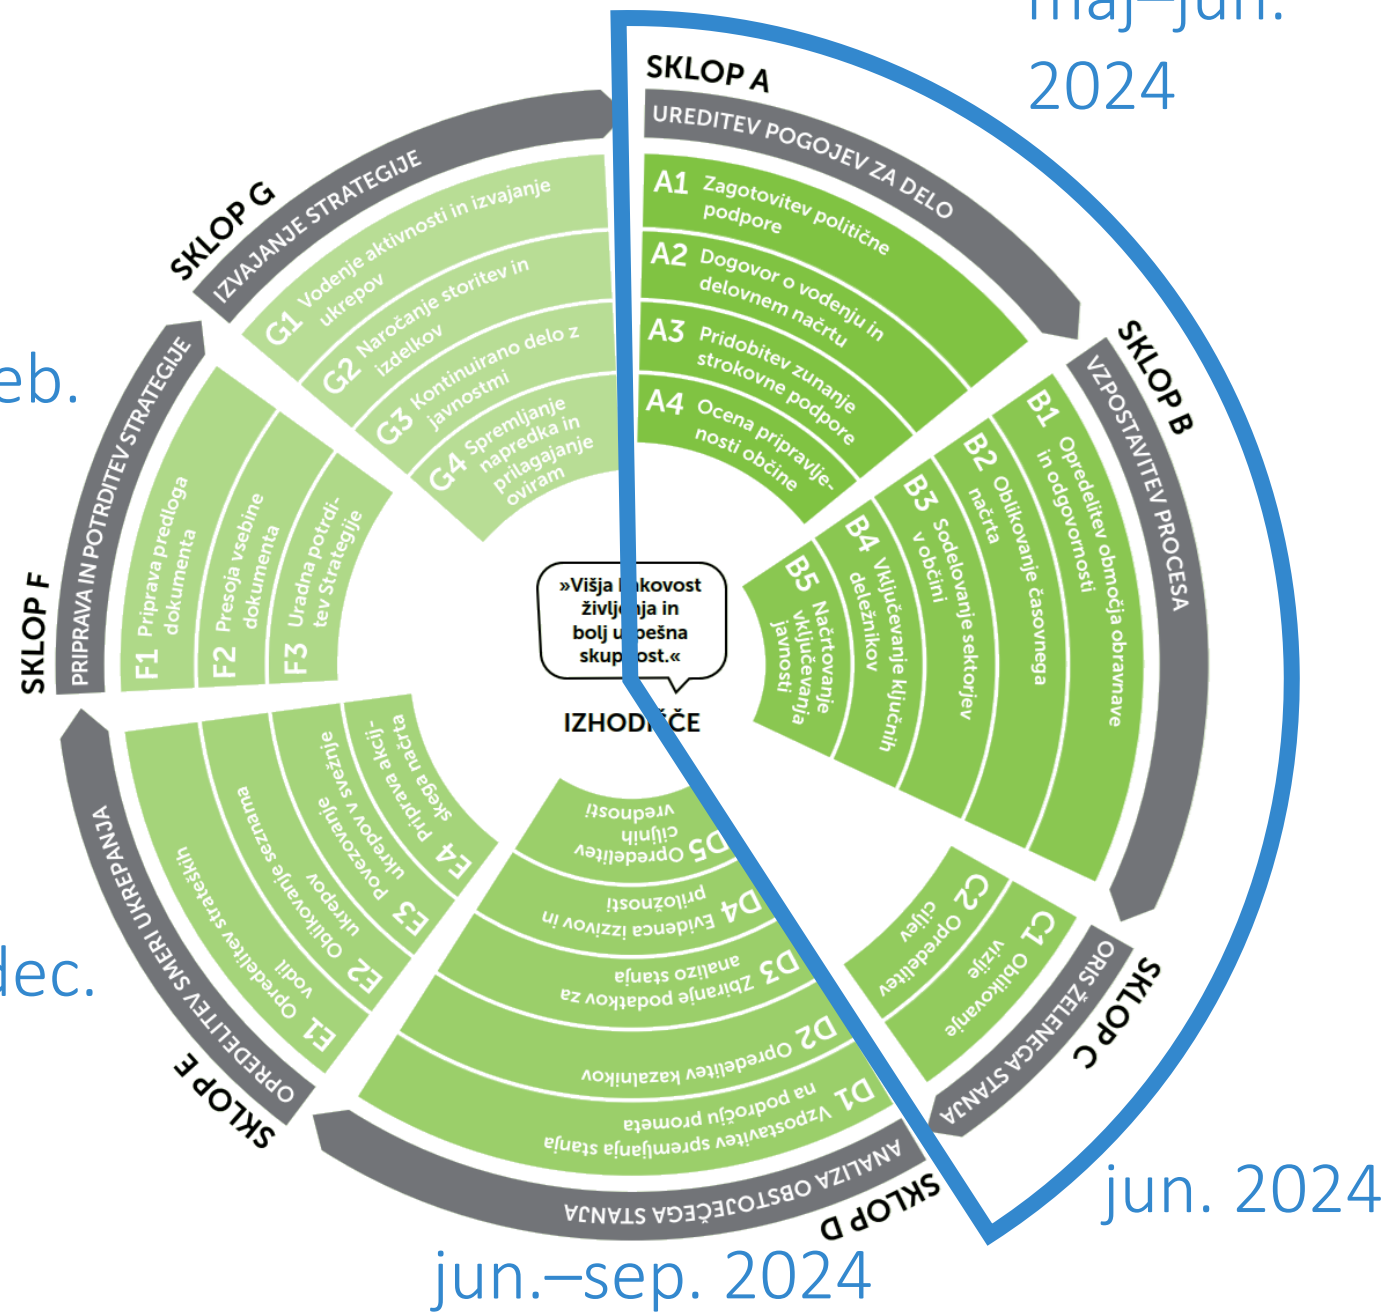 maj–jun.
2024
SKLOP A
UREDITEV POGOJEV ZA DELO
A1 Zagotovitev politične
podpore
A2 Dogovor o vodenju in
delovnem načrtu
A3 Pridobitev zunanje
strokovne podpore
A4 Ocena pripravlje-
nosti občine
SKLOP B
VZPOSTAVITEV PROCESA
B1 Opredelitev območja obravnave
in odgovornosti
B2 Oblikovanje časovnega
načrta
B3 Sodelovanje sektorjev
v občini
B4 Vključevanje ključnih
deležnikov
B5 Načrtovanje
vključevanja
javnosti
SKLOP C
ORIS ŽELENEGA STANJA
C1 Oblikovanje
vizije
C2 Opredelitev
ciljev
jun. 2024
SKLOP D
ANALIZA OBSTOJEČEGA STANJA
D1 Vzpostavitev spremljanja stanja
na področju prometa
D2 Opredelitev kazalnikov
D3 Zbiranje podatkov za
analizo stanja
D4 Evidenca izzivov in
priložnosti
D5 Opredelitev
ciljnih
vrednosti
jun.–sep. 2024
SKLOP E
OPREDELITEV SMERI UKREPANJA
E1 Opredelitev strateških
vodil
E2 Oblikovanje seznama
ukrepov
E3 Povezovanje
ukrepov v svežnje
E4 Priprava akcij-
skega načrta
dec.
SKLOP F
PRIPRAVA IN POTRDITEV STRATEGIJE
F1 Priprava predloga
dokumenta
F2 Presoja vsebine
dokumenta
F3 Uradna potrdi-
tev Strategije
eb.
SKLOP G
IZVAJANJE STRATEGIJE
G1 Vodenje aktivnosti in izvajanje
ukrepov
G2 Naročanje storitev in
izdelkov
G3 Kontinuirano delo z
javnostmi
G4 Spremljanje
napredka in
prilagajanje
oviram
»Višja kakovost
življenja in
bolj uspešna
skupnost.«
IZHODIŠČE